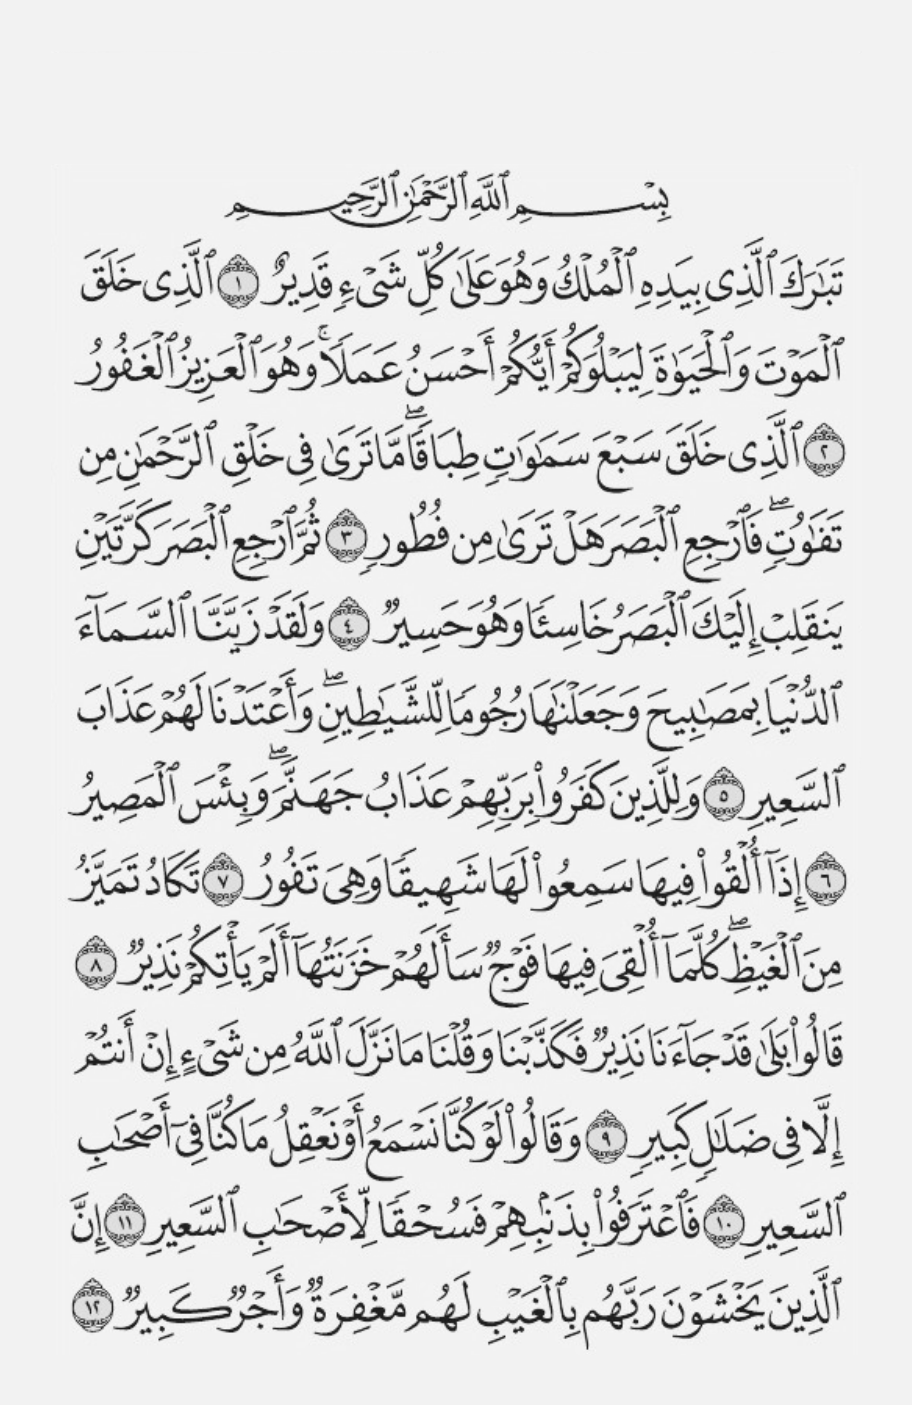 بِسْمِ ٱللَّهِ ٱلرَّحْمَٰنِ ٱلرَّحِيمِ
تَبَٰرَكَ ٱلَّذِى بِيَدِهِ ٱلْمُلْكُ وَهُوَ عَلَىٰ كُلِّ شَىْءٍ قَدِيرٌ ١ ٱلَّذِى خَلَقَ
ٱلْمَوْتَ وَٱلْحَيَوٰةَ لِيَبْلُوَكُمْ أَيُّكُمْ أَحْسَنُ عَمَلًاۚ وَهُوَ ٱلْعَزِيزُ ٱلْغَفُورُ
٢ ٱلَّذِى خَلَقَ سَبْعَ سَمَٰوَٰتٍ طِبَاقًاۖ مَّا تَرَىٰ فِى خَلْقِ ٱلرَّحْمَٰنِ مِن
تَفَٰوُتٍۖ فَٱرْجِعِ ٱلْبَصَرَ هَلْ تَرَىٰ مِن فُطُورٍ ٣ ثُمَّ ٱرْجِعِ ٱلْبَصَرَ كَرَّتَيْنِ
يَنقَلِبْ إِلَيْكَ ٱلْبَصَرُ خَاسِئًا وَهُوَ حَسِيرٌ ٤ وَلَقَدْ زَيَّنَّا ٱلسَّمَآءَ
ٱلدُّنْيَا بِمَصَٰبِيحَ وَجَعَلْنَٰهَا رُجُومًا لِّلشَّيَٰطِينِۖ وَأَعْتَدْنَا لَهُمْ عَذَابَ
ٱلسَّعِيرِ ٥ وَلِلَّذِينَ كَفَرُوا۟ بِرَبِّهِمْ عَذَابُ جَهَنَّمَۖ وَبِئْسَ ٱلْمَصِيرُ
٦ إِذَآ أُلْقُوا۟ فِيهَا سَمِعُوا۟ لَهَا شَهِيقًا وَهِىَ تَفُورُ ٧ تَكَادُ تَمَيَّزُ
مِنَ ٱلْغَيْظِۖ كُلَّمَآ أُلْقِىَ فِيهَا فَوْجٌ سَأَلَهُمْ خَزَنَتُهَآ أَلَمْ يَأْتِكُمْ نَذِيرٌ ٨
قَالُوا۟ بَلَىٰ قَدْ جَآءَنَا نَذِيرٌ فَكَذَّبْنَا وَقُلْنَا مَا نَزَّلَ ٱللَّهُ مِن شَىْءٍ إِنْ أَنتُمْ
إِلَّا فِى ضَلَٰلٍ كَبِيرٍ ٩ وَقَالُوا۟ لَوْ كُنَّا نَسْمَعُ أَوْ نَعْقِلُ مَا كُنَّا فِىٓ أَصْحَٰبِ
ٱلسَّعِيرِ ١٠ فَٱعْتَرَفُوا۟ بِذَنۢبِهِمْ فَسُحْقًا لِّأَصْحَٰبِ ٱلسَّعِيرِ ١١ إِنَّ
ٱلَّذِينَ يَخْشَوْنَ رَبَّهُم بِٱلْغَيْبِ لَهُم مَّغْفِرَةٌ وَأَجْرٌ كَبِيرٌ ١٢